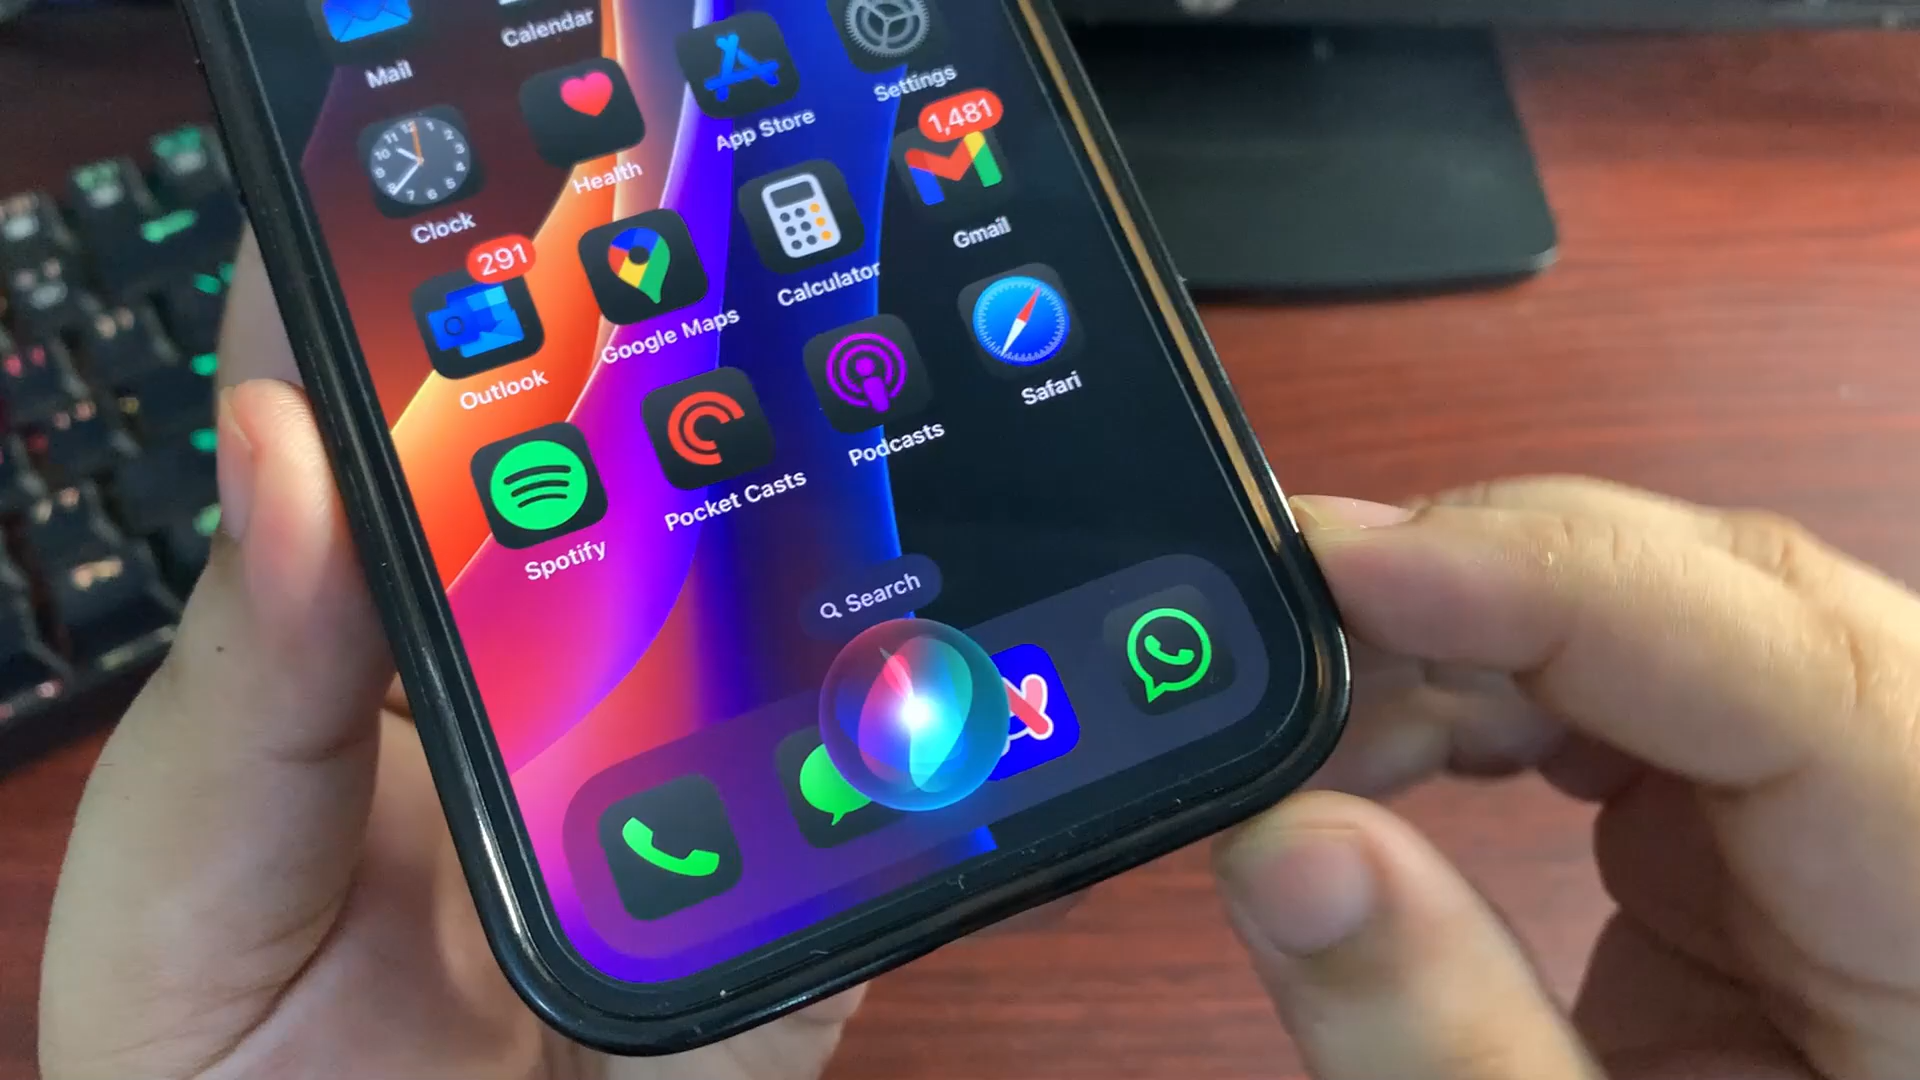 Mail
Calendar
App Store
Settings
Clock
Health
Calculator
1,481
Gmail
291
Outlook
Google Maps
Podcasts
Safari
Spotify
Pocket Casts
Search